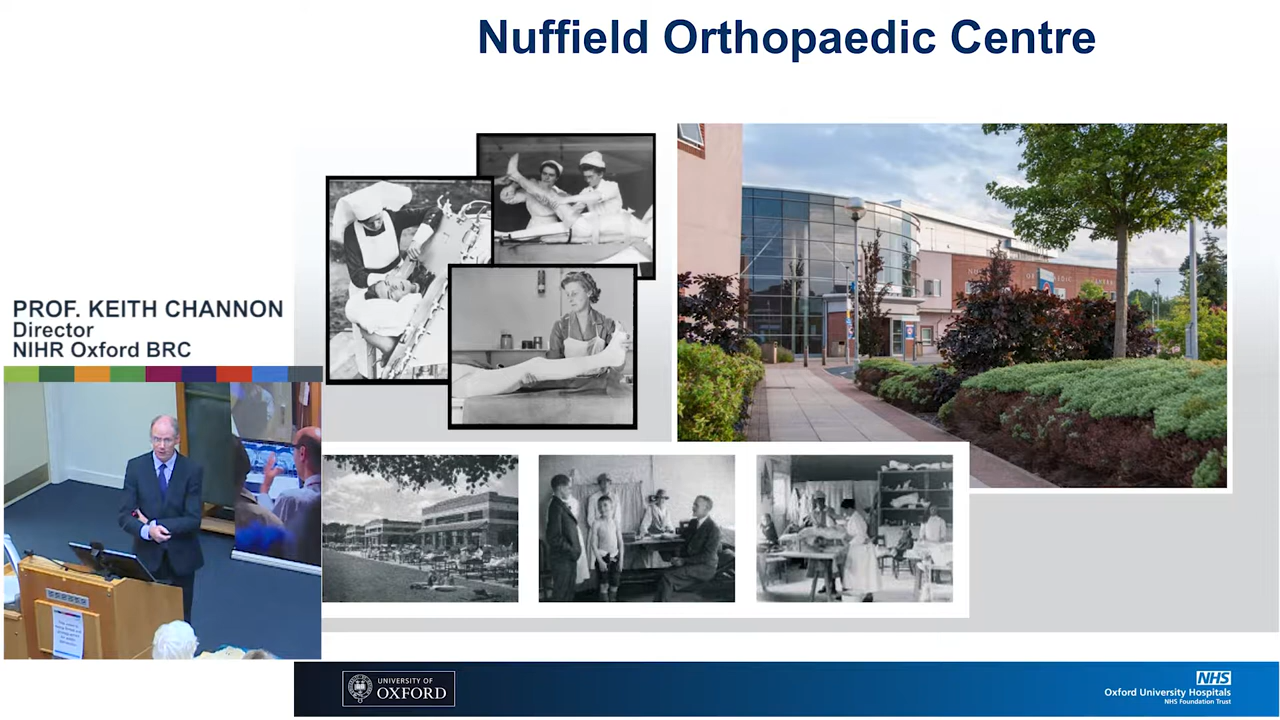 Nuffield Orthopaedic Centre
PROF. KEITH CHANNON
Director
NIHR Oxford BRC
UNIVERSITY OF
OXFORD
NHS
Oxford University Hospitals
NHS Foundation Trust